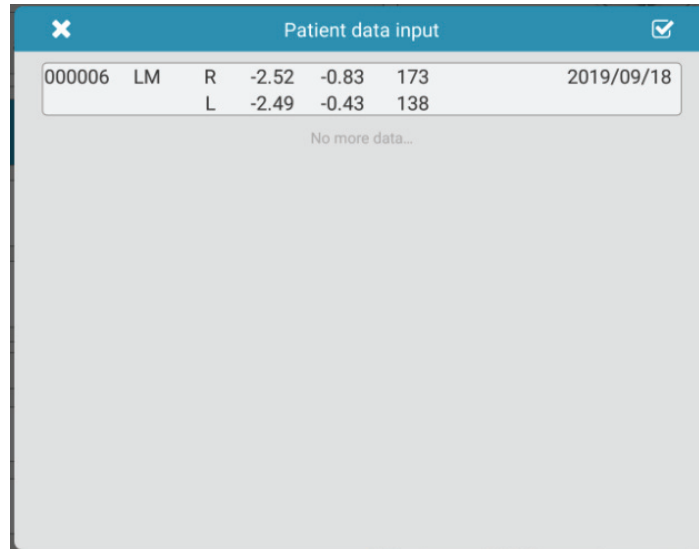 Patient data input
000006 LM R -2.52 -0.83 173 2019/09/18
L -2.49 -0.43 138
No more data...